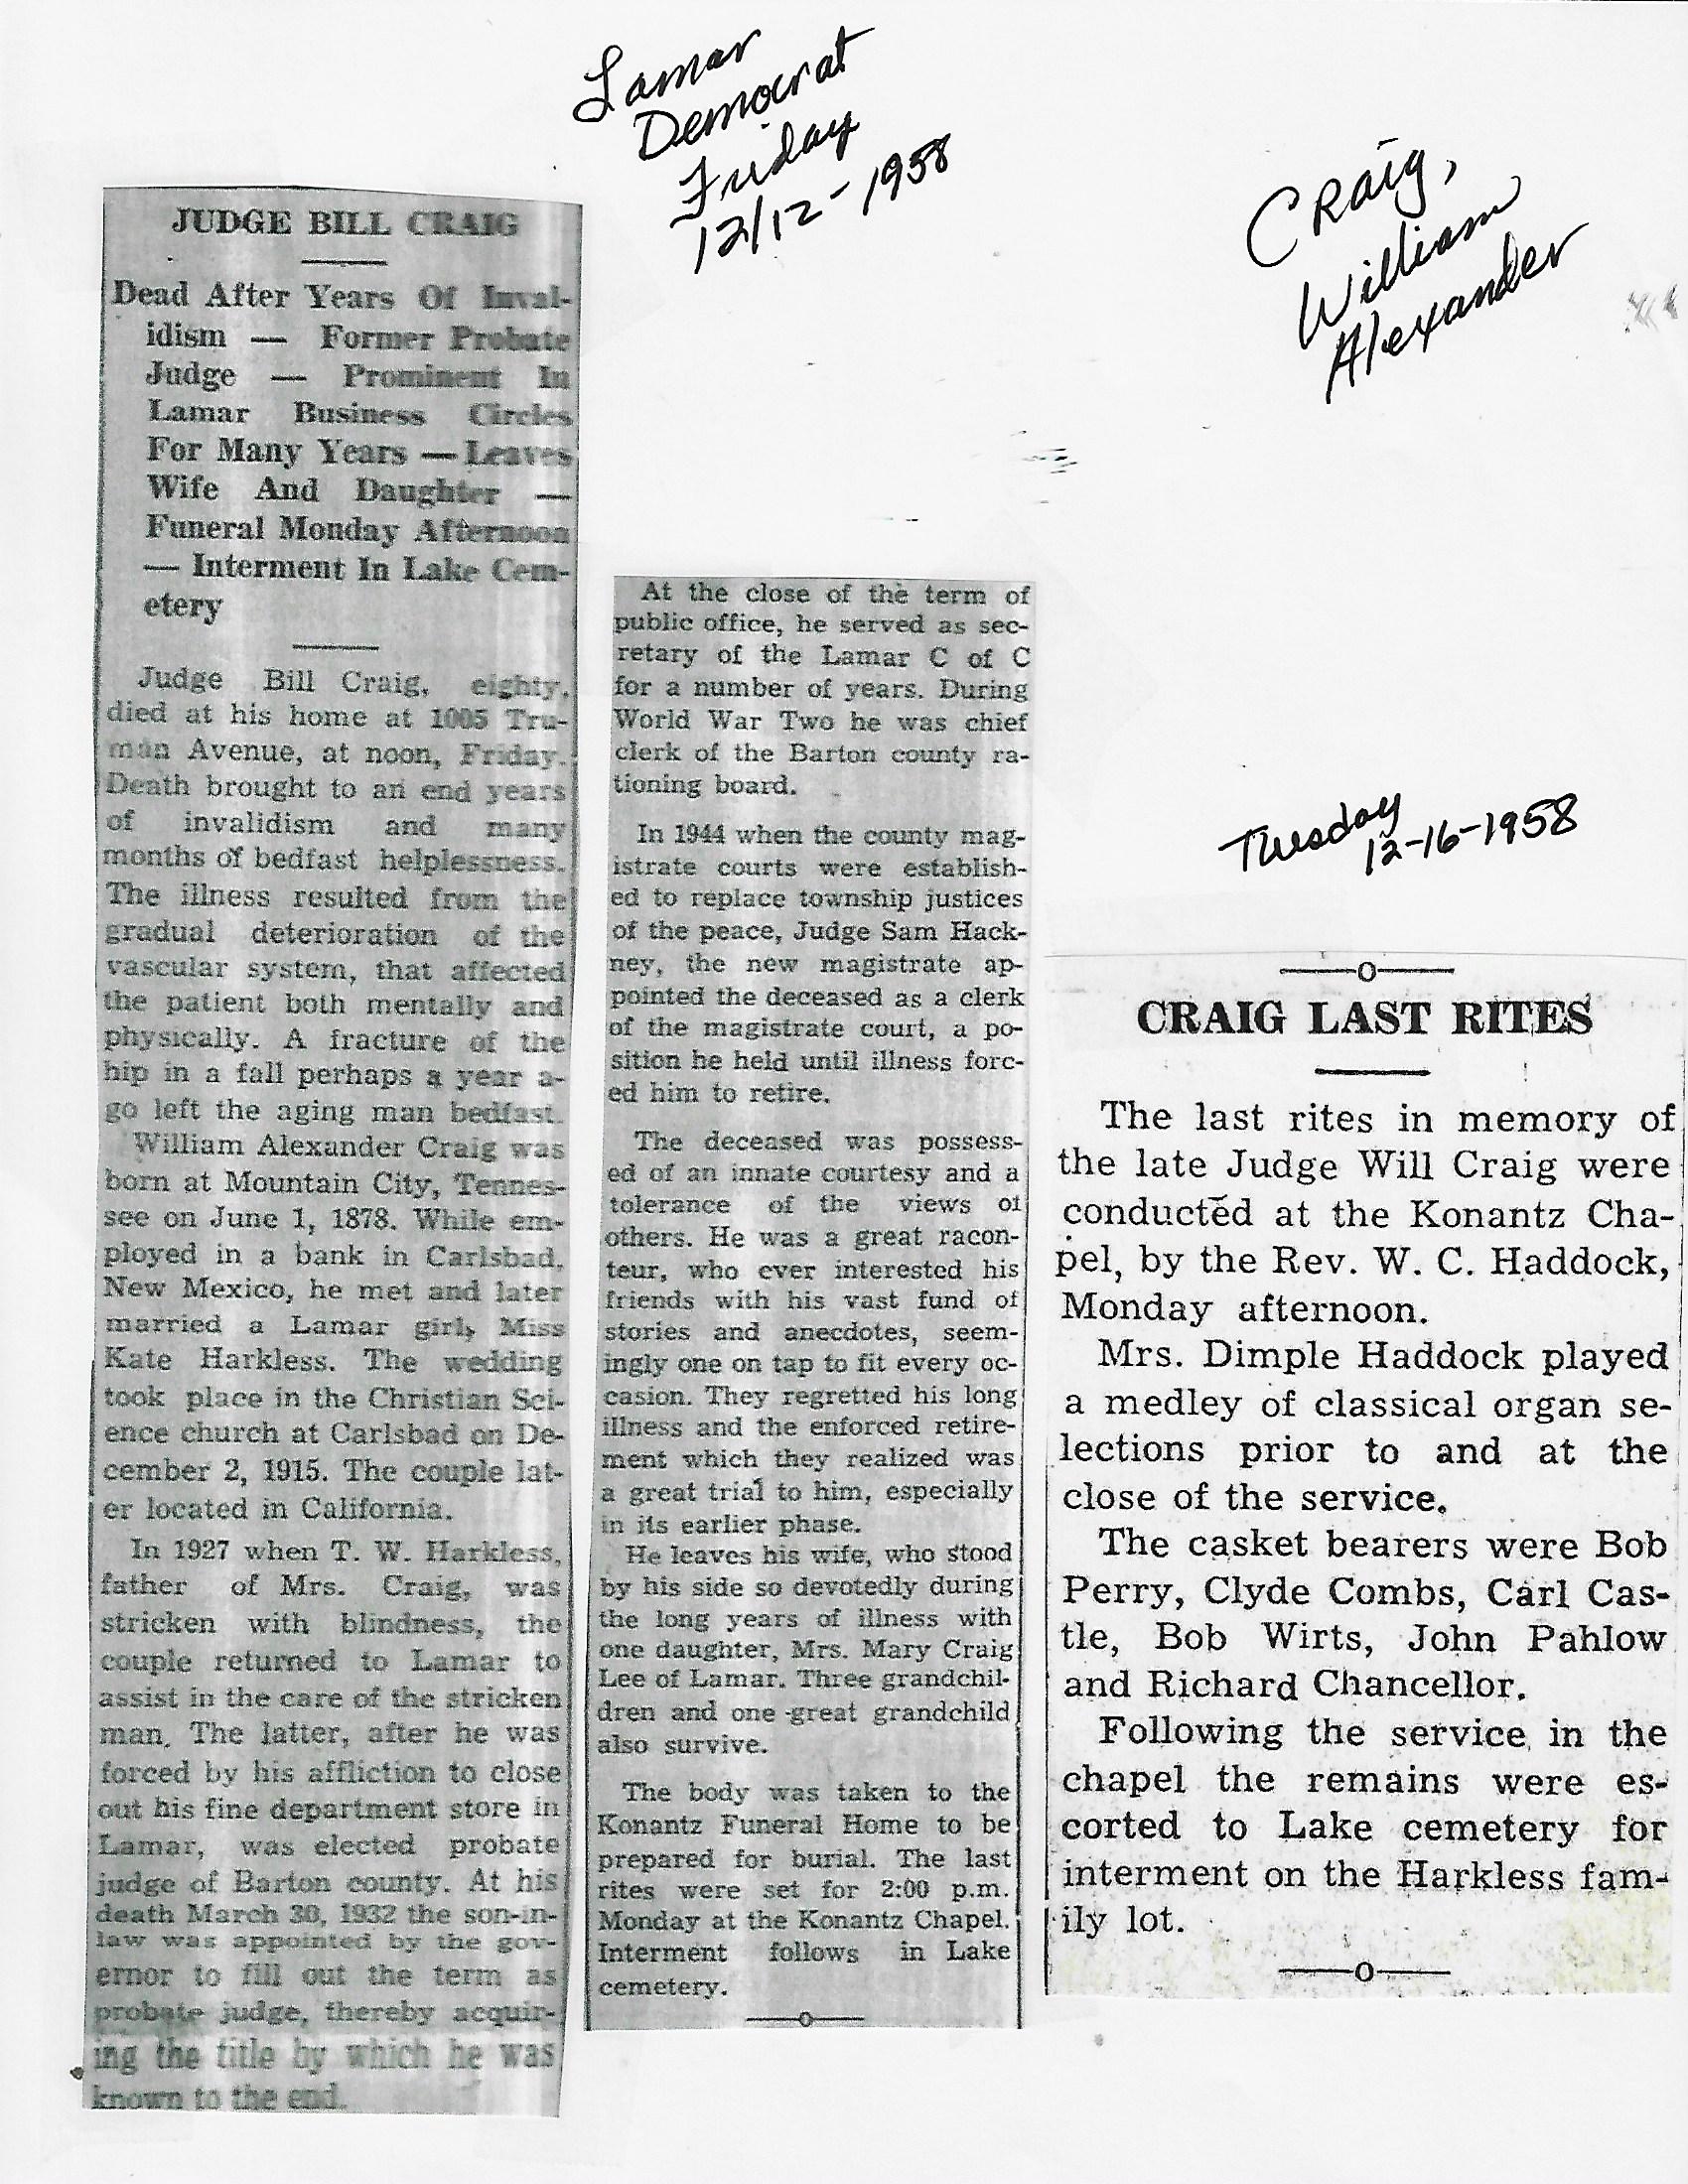 Lamar
Democrat
Friday
12/12-1958
Craig,
William
Alexander
JUDGE BILL CRAIG
Dead After Years Of Inval-
idism — Former Probate
Judge — Prominent In
Lamar Business Circles
For Many Years — Leaves
Wife And Daughter —
Funeral Monday Afternoon
— Interment In Lake Cem-
etery
Judge Bill Craig, eighty,
died at his home at 1005 Tru-
man Avenue, at noon, Friday.
Death brought to an end years
of invalidism and many
months of bedfast helplessness.
The illness resulted from the
gradual deterioration of the
vascular system, that affected
the patient both mentally and
physically. A fracture of the
hip in a fall perhaps a year a-
go left the aging man bedfast.
William Alexander Craig was
born at Mountain City, Tennes-
see on June 1, 1878. While em-
ployed in a bank in Carlsbad,
New Mexico, he met and later
married a Lamar girl, Miss
Kate Harkless. The wedding
took place in the Christian Sci-
ence church at Carlsbad on De-
cember 2, 1915. The couple lat-
er located in California.
In 1927 when T. W. Harkless,
father of Mrs. Craig, was
stricken with blindness, the
couple returned to Lamar to
assist in the care of the stricken
man. The latter, after he was
forced by his affliction to close
out his fine department store in
Lamar, was elected probate
judge of Barton county. At his
death March 30, 1932 the son-in-
law was appointed by the gov-
ernor to fill out the term as
probate judge, thereby acquir-
ing the title by which he was
known to the end.
At the close of the term of
public office, he served as sec-
retary of the Lamar C of C
for a number of years. During
World War Two he was chief
clerk of the Barton county ra-
tioning board.
In 1944 when the county mag-
istrate courts were establish-
ed to replace township justices
of the peace, Judge Sam Hack-
ney, the new magistrate ap-
pointed the deceased as a clerk
of the magistrate court, a po-
sition he held until illness forc-
ed him to retire.
The deceased was possess-
ed of an innate courtesy and a
tolerance of the views of
others. He was a great racon-
teur, who ever interested his
friends with his vast fund of
stories and anecdotes, seem-
ingly one on tap to fit every oc-
casion. They regretted his long
illness and the enforced retire-
ment which they realized was
a great trial to him, especially
in its earlier phase.
He leaves his wife, who stood
by his side so devotedly during
the long years of illness with
one daughter, Mrs. Mary Craig
Lee of Lamar. Three grandchil-
dren and one great grandchild
also survive.
The body was taken to the
Konantz Funeral Home to be
prepared for burial. The last
rites were set for 2:00 p.m.
Monday at the Konantz Chapel.
Interment follows in Lake
cemetery.
Tuesday
12-16-1958
CRAIG LAST RITES
The last rites in memory of
the late Judge Will Craig were
conducted at the Konantz Cha-
pel, by the Rev. W. C. Haddock,
Monday afternoon.
Mrs. Dimple Haddock played
a medley of classical organ se-
lections prior to and at the
close of the service.
The casket bearers were Bob
Perry, Clyde Combs, Carl Cas-
tle, Bob Wirts, John Pahlow
and Richard Chancellor.
Following the service in the
chapel the remains were es-
corted to Lake cemetery for
interment on the Harkless fam-
ily lot.